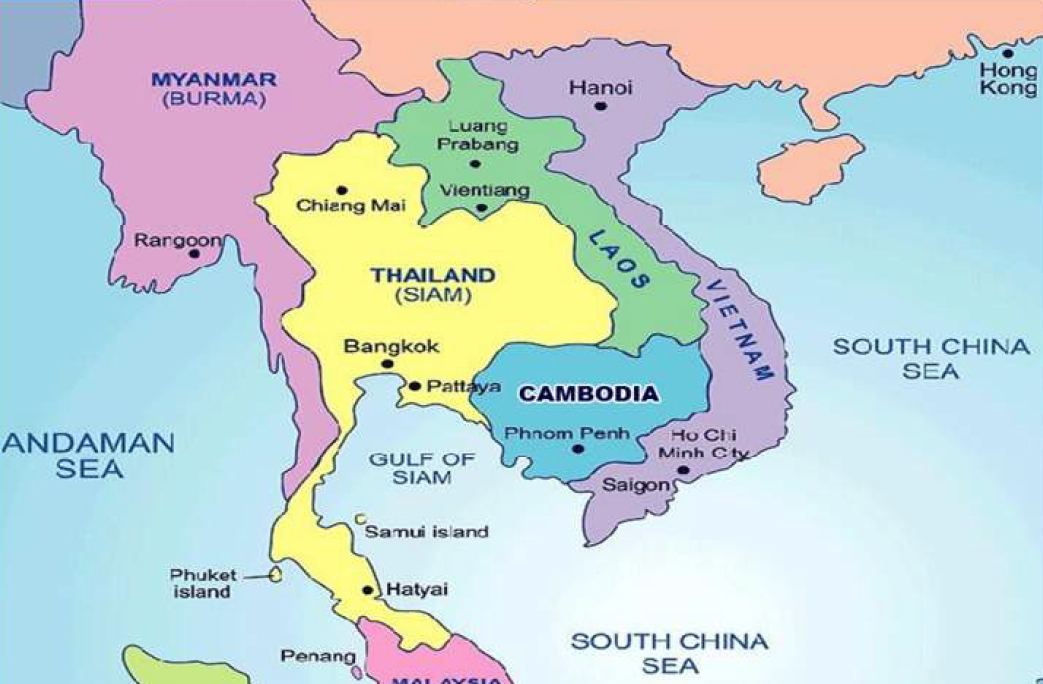 MYANMAR
(BURMA)
Hanoi
Hong
Kong
Luang
Prabang
Vientiang
Chiang Mai
Rangoon
LAOS
THAILAND
(SIAM)
VIETNAM
Bangkok
Pattaya
CAMBODIA
SOUTH CHINA
SEA
ANDAMAN
SEA
Phnom Penh
Ho Chi
Minh City
GULF OF
SIAM
Saigon
Samui island
Phuket
island
Hatyai
Penang
SOUTH CHINA
SEA
MALAYSIA